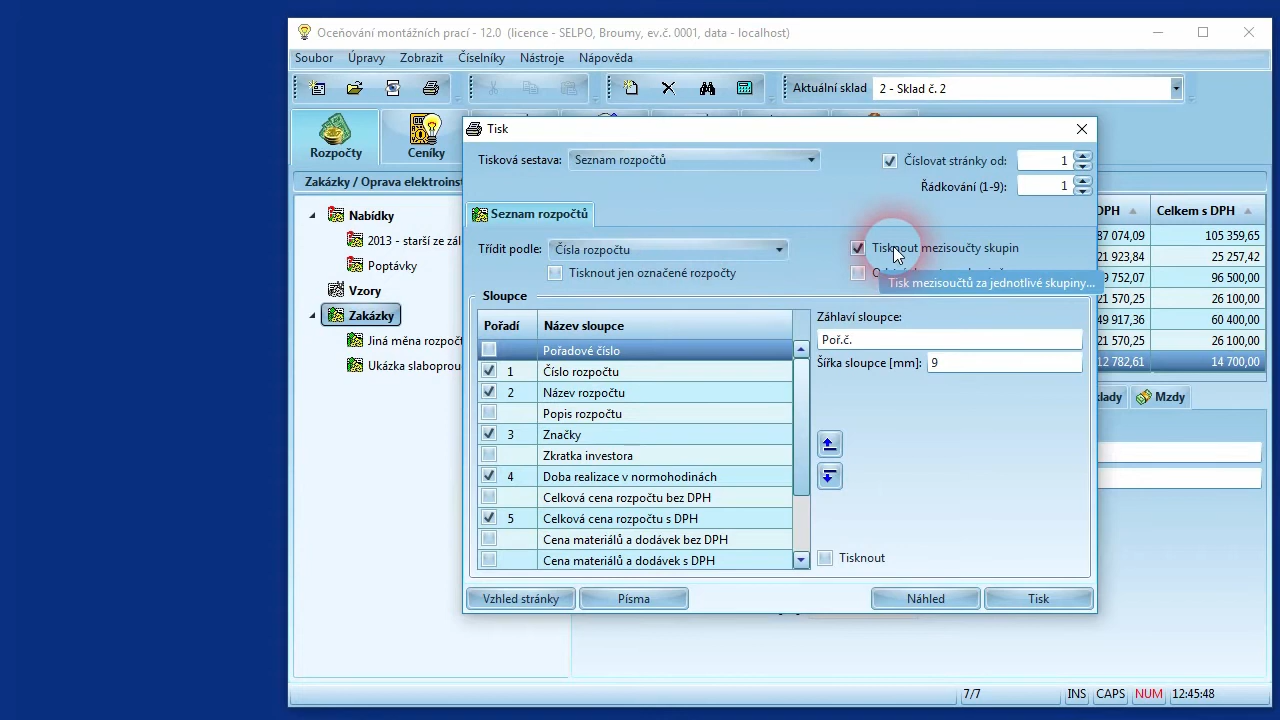 Oceňování montážních prací - 12.0 (licence - SELPO, Broumy, ev.č. 0001, data - localhost)
Soubor Úpravy Zobrazit Číselníky Nástroje Nápověda
Aktuální sklad 2 - Sklad č. 2
Rozpočty Ceníky
Zakázky / Oprava elektroinst
Nabídky
2013 - starší ze zál
Poptávky
Vzory
Zakázky
Jiná měna rozpočt
Ukázka slaboprou
Tisk
Tisková sestava: Seznam rozpočtů
Číslovat stránky od: 1
Řádkování (1-9): 1
Seznam rozpočtů
Třídit podle: Čísla rozpočtu
Tisknout mezisoučty skupin
Tisknout jen označené rozpočty
Tisk mezisoučtů za jednotlivé skupiny...
Sloupce
Pořadí Název sloupce
Pořadové číslo
1 Číslo rozpočtu
2 Název rozpočtu
Popis rozpočtu
3 Značky
Zkratka investora
4 Doba realizace v normohodinách
Celková cena rozpočtu bez DPH
5 Celková cena rozpočtu s DPH
Cena materiálů a dodávek bez DPH
Cena materiálů a dodávek s DPH
Záhlaví sloupce:
Poř.č.
Šířka sloupce [mm]: 9
Tisknout
Vzhled stránky Písma Náhled Tisk
DPH Celkem s DPH
87 074,09 105 359,65
21 923,84 25 257,42
79 752,07 96 500,00
21 570,25 26 100,00
49 917,36 60 400,00
21 570,25 26 100,00
12 782,61 14 700,00
klady Mzdy
7/7 INS CAPS NUM 12:45:48